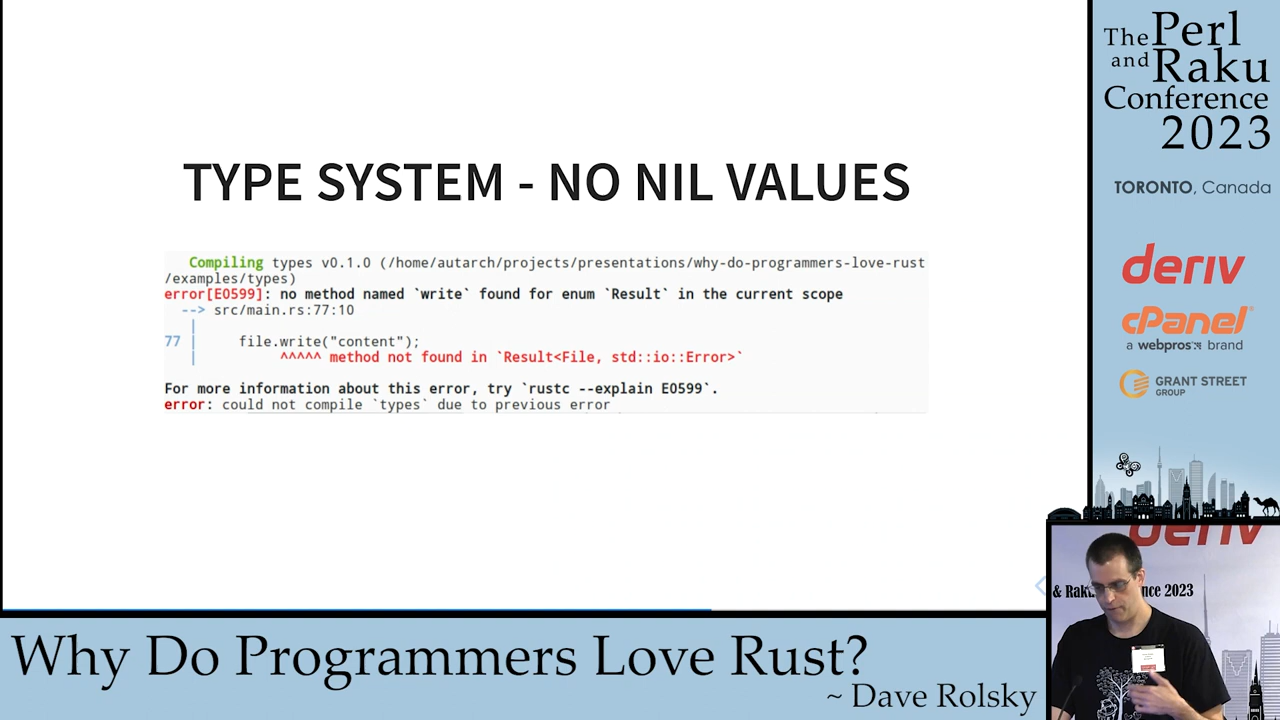 TYPE SYSTEM - NO NIL VALUES
Compiling types v0.1.0 (/home/autarch/projects/presentations/why-do-programmers-love-rust
/examples/types)
error[E0599]: no method named `write` found for enum `Result` in the current scope
--> src/main.rs:77:10
|
77 |     file.write("content");
|          ^^^^^ method not found in `Result<File, std::io::Error>`
For more information about this error, try `rustc --explain E0599`.
error: could not compile `types` due to previous error
The Perl
and Raku
Conference
2023
TORONTO, Canada
deriv
cPanel®
a webpros brand
GRANT STREET
GROUP
deriv
& Raku
nce 2023
Why Do Programmers Love Rust?
~ Dave Rolsky